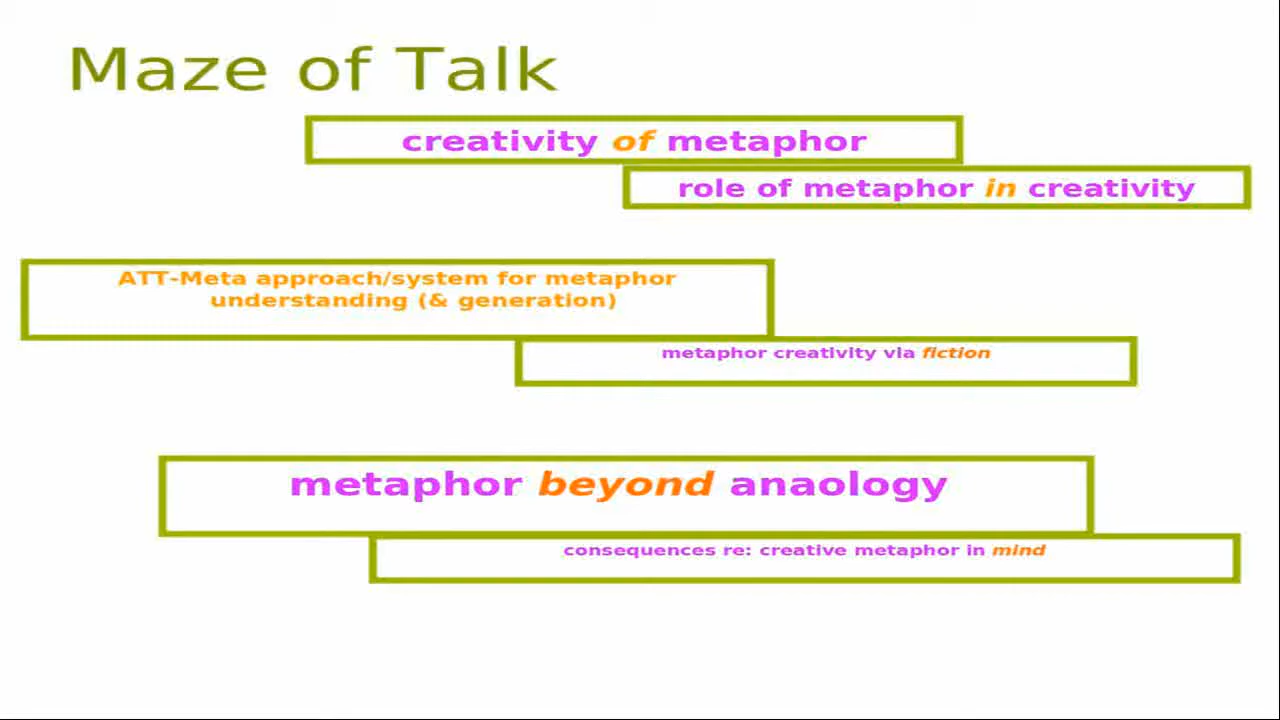 Maze of Talk
creativity of metaphor
role of metaphor in creativity
ATT-Meta approach/system for metaphor
understanding (& generation)
metaphor creativity via fiction
metaphor beyond anaology
consequences re: creative metaphor in mind